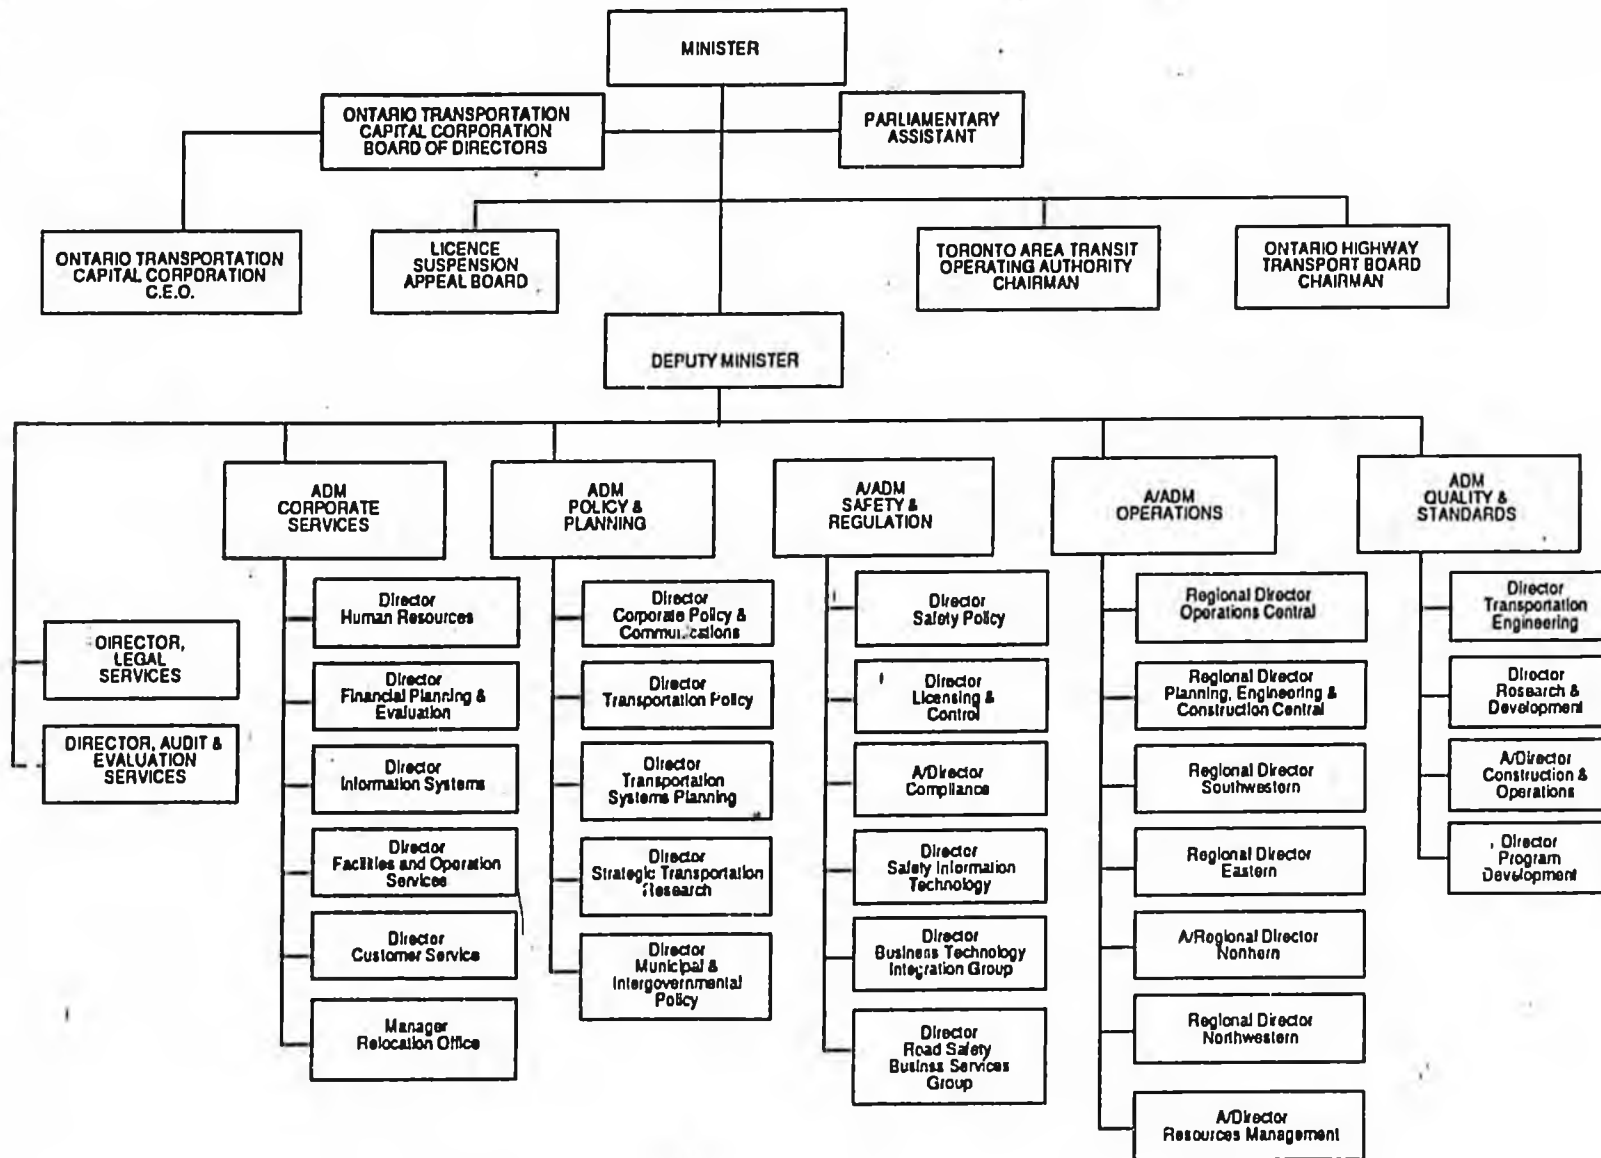 MINISTER
ONTARIO TRANSPORTATION
CAPITAL CORPORATION
BOARD OF DIRECTORS
PARLIAMENTARY
ASSISTANT
ONTARIO TRANSPORTATION
CAPITAL CORPORATION
C.E.O.
LICENCE
SUSPENSION
APPEAL BOARD
TORONTO AREA TRANSIT
OPERATING AUTHORITY
CHAIRMAN
ONTARIO HIGHWAY
TRANSPORT BOARD
CHAIRMAN
DEPUTY MINISTER
DIRECTOR,
LEGAL
SERVICES
DIRECTOR, AUDIT &
EVALUATION
SERVICES
ADM
CORPORATE
SERVICES
Director
Human Resources
Director
Financial Planning &
Evaluation
Director
Information Systems
Director
Facilities and Operation
Services
Director
Customer Service
Manager
Relocation Office
ADM
POLICY &
PLANNING
Director
Corporate Policy &
Communications
Director
Transportation Policy
Director
Transportation
Systems Planning
Director
Strategic Transportation
Research
Director
Municipal &
Intergovernmental
Policy
A/ADM
SAFETY &
REGULATION
Director
Safety Policy
Director
Licensing &
Control
A/Director
Compliance
Director
Safety Information
Technology
Director
Business Technology
Integration Group
Director
Road Safety
Businss Services
Group
A/ADM
OPERATIONS
Regional Director
Operations Central
Regional Director
Planning, Engineering &
Construction Central
Regional Director
Southwestern
Regional Director
Eastern
A/Regional Director
Northern
Regional Director
Northwestern
A/Director
Resources Management
ADM
QUALITY &
STANDARDS
Director
Transportation
Engineering
Director
Research &
Development
A/Director
Construction &
Operations
Director
Program
Development